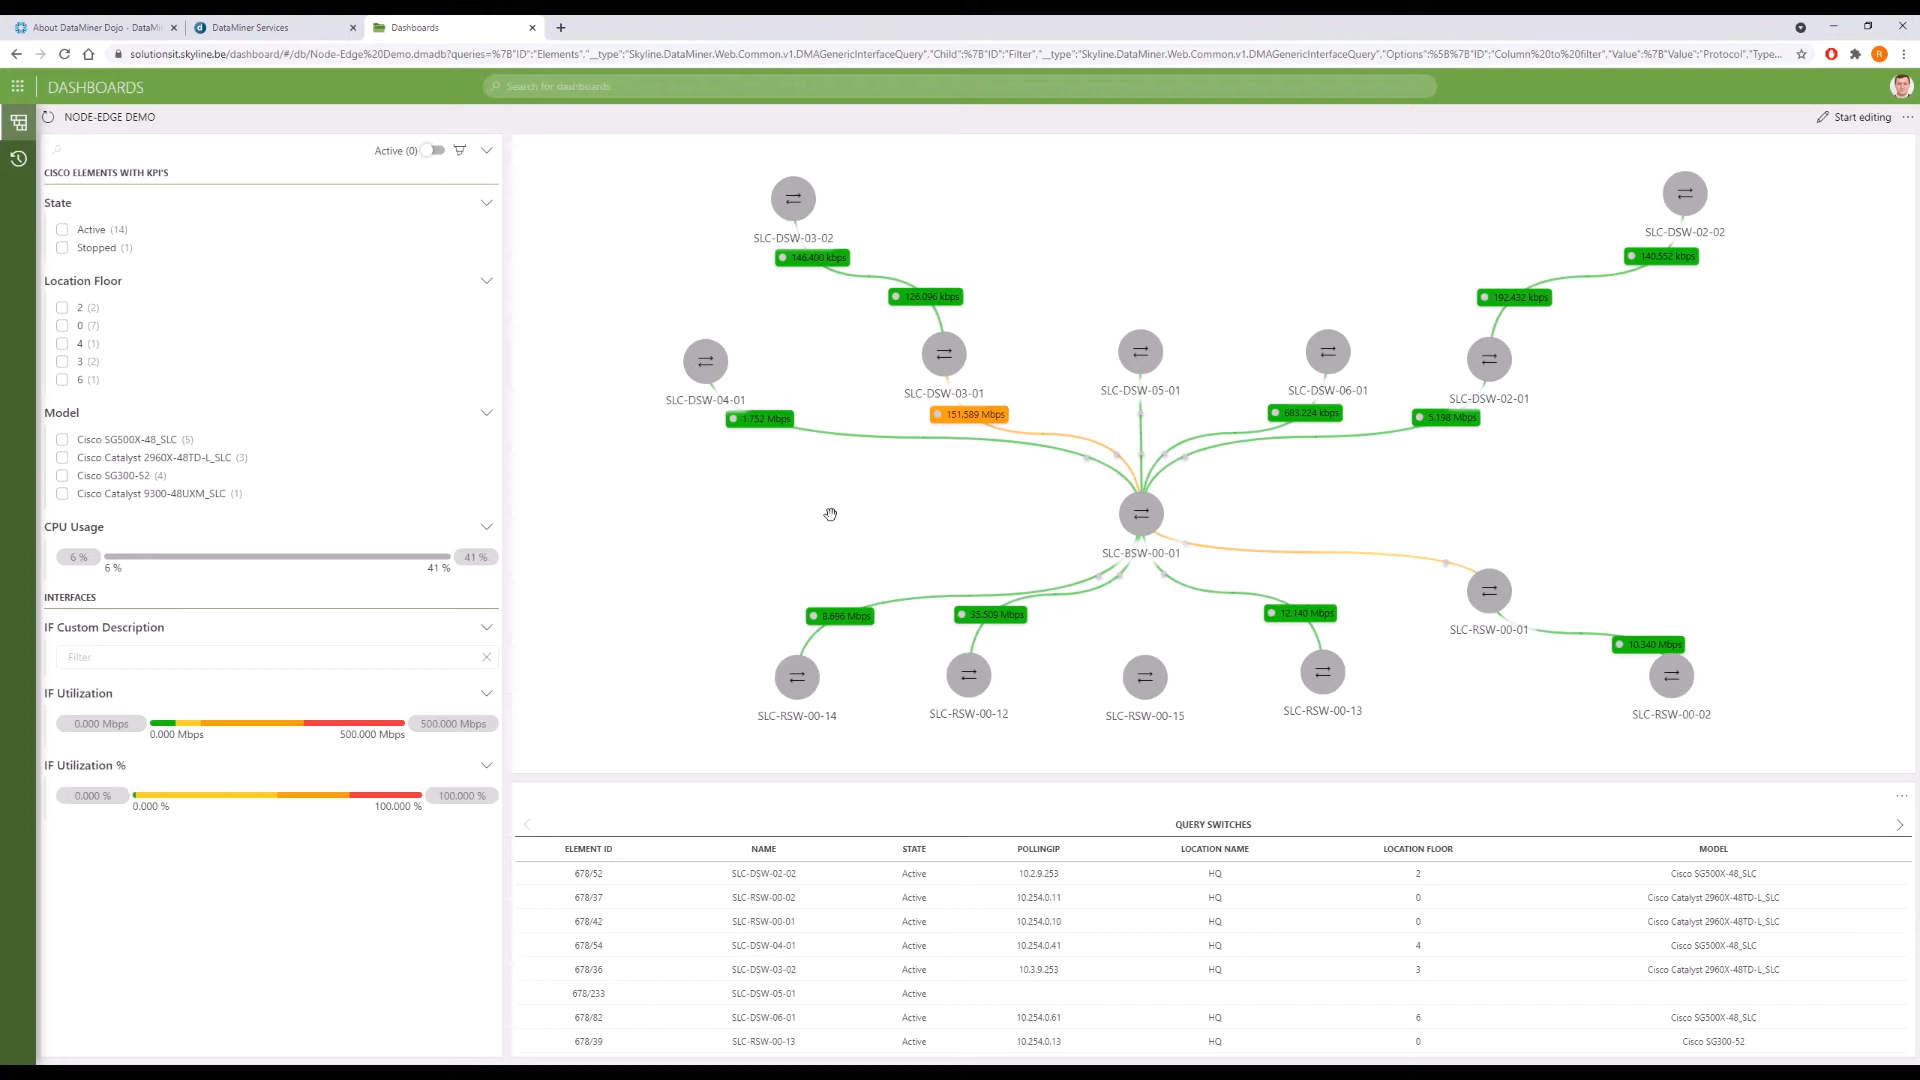 About DataMiner Dojo - DataMi
DataMiner Services
Dashboards
solutionsit.skyline.be/dashboard/#/db/Node-Edge%20Demo.dmadb?queries=%7B"ID":"Elements","__type":"Skyline.DataMiner.Web.Common.v1.DMAGenericInterfaceQuery","Child":%7B"ID":"Filter","__type":"Skyline.DataMiner.Web.Common.v1.DMAGenericInterfaceQuery","Options":%5B%7B"ID":"Column%20to%20filter","Value":%7B"Value":"Protocol","Type...
R
DASHBOARDS
Search for dashboards
NODE-EDGE DEMO
Start editing
Active (0)
CISCO ELEMENTS WITH KPI'S
State
Active (14)
Stopped (1)
Location Floor
2 (2)
0 (7)
4 (1)
3 (2)
6 (1)
Model
Cisco SG500X-48_SLC (5)
Cisco Catalyst 2960X-48TD-L_SLC (3)
Cisco SG300-52 (4)
Cisco Catalyst 9300-48UXM_SLC (1)
CPU Usage
6 % 41 %
6 % 41 %
INTERFACES
IF Custom Description
Filter
IF Utilization
0.000 Mbps 500.000 Mbps
0.000 Mbps 500.000 Mbps
IF Utilization %
0.000 % 100.000 %
0.000 % 100.000 %
SLC-DSW-03-02
146.400 kbps
SLC-DSW-02-02
140.552 kbps
126.096 kbps
192.432 kbps
SLC-DSW-04-01
1.752 Mbps
SLC-DSW-03-01
151.589 Mbps
SLC-DSW-05-01
SLC-DSW-06-01
683.224 kbps
SLC-DSW-02-01
5.198 Mbps
SLC-BSW-00-01
8.696 Mbps
35.509 Mbps
12.140 Mbps
SLC-RSW-00-01
10.340 Mbps
SLC-RSW-00-14
SLC-RSW-00-12
SLC-RSW-00-15
SLC-RSW-00-13
SLC-RSW-00-02
QUERY SWITCHES
ELEMENT ID NAME STATE POLLINGIP LOCATION NAME LOCATION FLOOR MODEL
678/52 SLC-DSW-02-02 Active 10.2.9.253 HQ 2 Cisco SG500X-48_SLC
678/37 SLC-RSW-00-02 Active 10.254.0.11 HQ 0 Cisco Catalyst 2960X-48TD-L_SLC
678/42 SLC-RSW-00-01 Active 10.254.0.10 HQ 0 Cisco Catalyst 2960X-48TD-L_SLC
678/54 SLC-DSW-04-01 Active 10.254.0.41 HQ 4 Cisco SG500X-48_SLC
678/36 SLC-DSW-03-02 Active 10.3.9.253 HQ 3 Cisco Catalyst 2960X-48TD-L_SLC
678/233 SLC-DSW-05-01 Active
678/82 SLC-DSW-06-01 Active 10.254.0.61 HQ 6 Cisco SG500X-48_SLC
678/39 SLC-RSW-00-13 Active 10.254.0.13 HQ 0 Cisco SG300-52